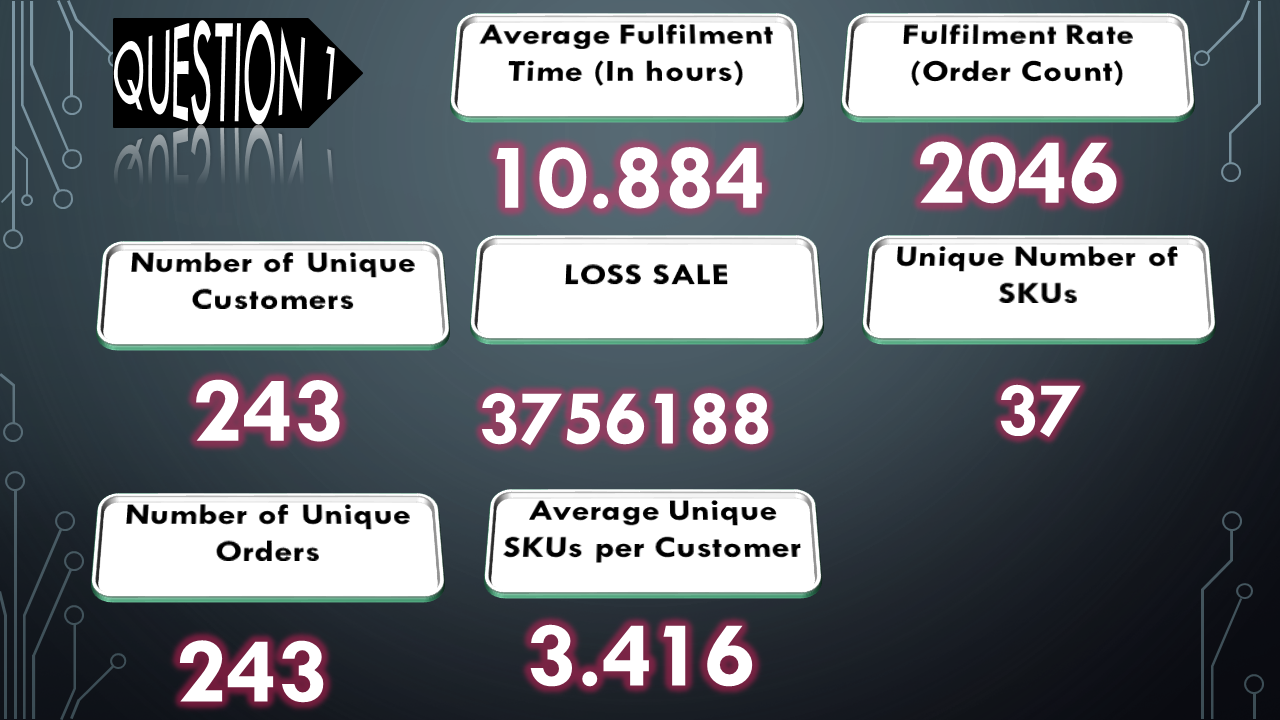 QUESTION 1
Average Fulfilment
Time (In hours)
10.884
Fulfilment Rate
(Order Count)
2046
Number of Unique
Customers
243
LOSS SALE
3756188
Unique Number of
SKUs
37
Number of Unique
Orders
243
Average Unique
SKUs per Customer
3.416